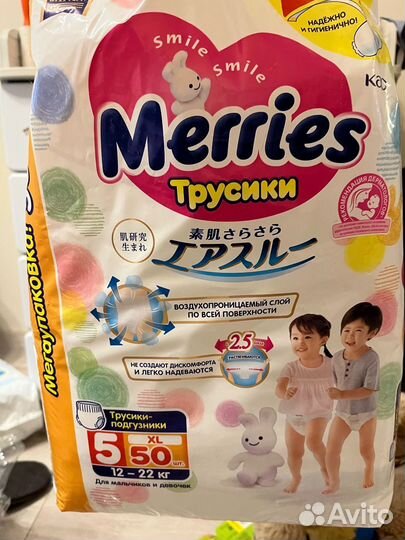 НАДЁЖНО
И ГИГИЕНИЧНО!
Smile Smile
Kao
Merries
Трусики
РЕКОМЕНДАЦИЯ ДЕРМАТОЛОГОВ
肌研究
生まれ
素肌さらさら
エアスルー
Мегаупаковка!
ВОЗДУХОПРОНИЦАЕМЫЙ СЛОЙ
ПО ВСЕЙ ПОВЕРХНОСТИ
НЕ СОЗДАЮТ ДИСКОМФОРТА
И ЛЕГКО НАДЕВАЮТСЯ
2.5
Трусики-
подгузники
5 XL
50 шт.
12 – 22 кг
Для мальчиков и девочек
Avito